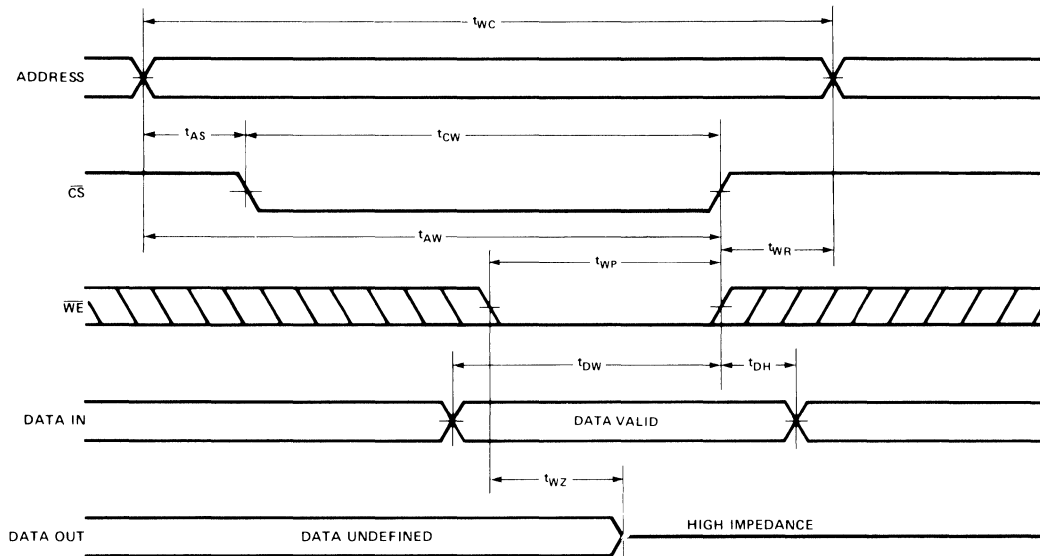 tWC
ADDRESS
tAS
tCW
CS
tAW
tWR
tWP
WE
tDW
tDH
DATA IN
DATA VALID
tWZ
DATA OUT
DATA UNDEFINED
HIGH IMPEDANCE